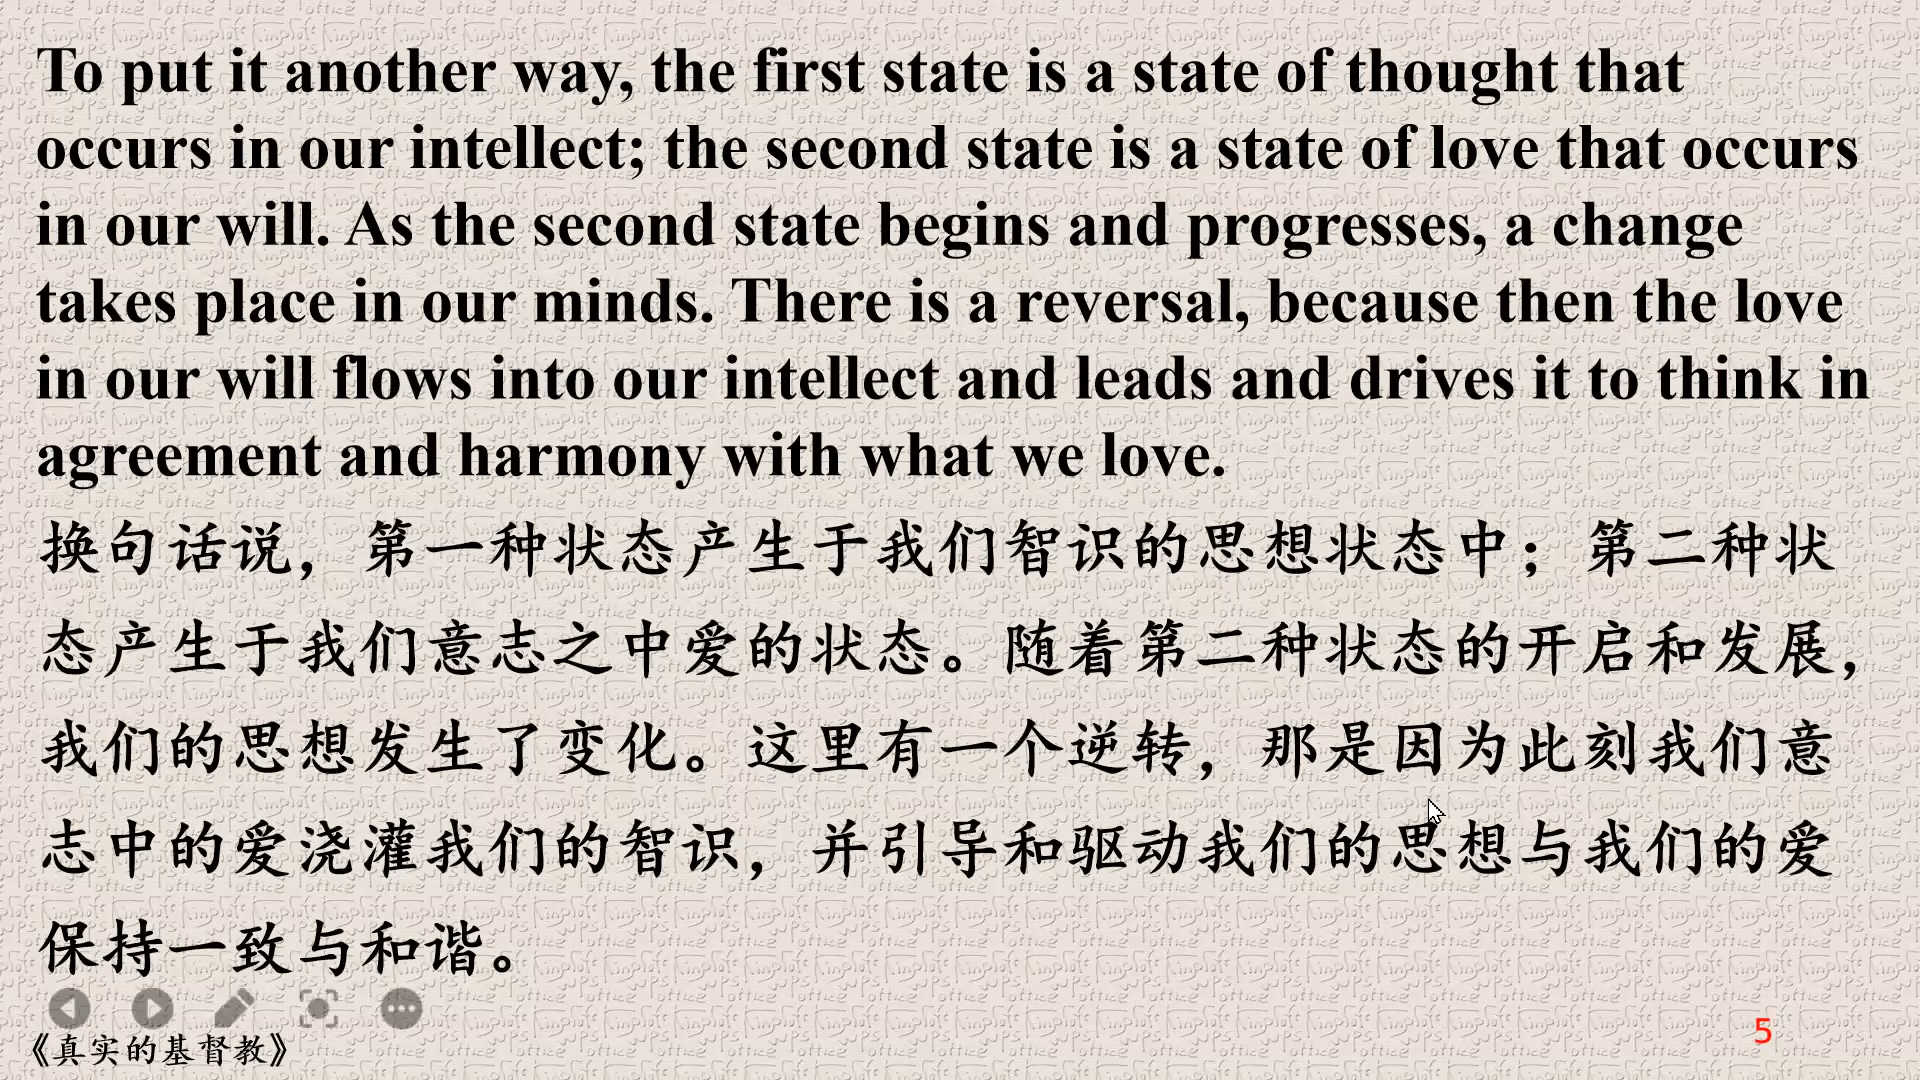 To put it another way, the first state is a state of thought that
occurs in our intellect; the second state is a state of love that occurs
in our will. As the second state begins and progresses, a change
takes place in our minds. There is a reversal, because then the love
in our will flows into our intellect and leads and drives it to think in
agreement and harmony with what we love.
换句话说，第一种状态产生于我们智识的思想状态中；第二种状
态产生于我们意志之中爱的状态。随着第二种状态的开启和发展，
我们的思想发生了变化。这里有一个逆转，那是因为此刻我们意
志中的爱浇灌我们的智识，并引导和驱动我们的思想与我们的爱
保持一致与和谐。
《真实的基督教》
5